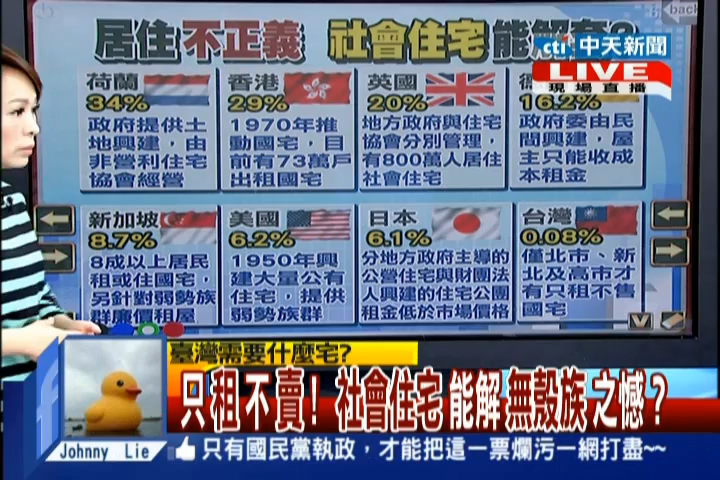 back
居住不正義 社會住宅能解套?
cti 中天新聞
LIVE
現場直播
荷蘭
34%
政府提供土
地興建，由
非營利住宅
協會經營
香港
29%
1970年推
動國宅，目
前有73萬戶
出租國宅
英國
20%
地方政府與住宅
協會分別管理，
有800萬人居住
社會住宅
德
16.2%
政府委由民
間興建，屋
主只能收成
本租金
新加坡
8.7%
8成以上居民
租或住國宅，
另針對弱勢族
群廉價租屋
美國
6.2%
1950年興
建大量公有
住宅，提供
弱勢族群
日本
6.1%
分地方政府主導的
公營住宅與財團法
人興建的住宅公團
租金低於市場價格
台灣
0.08%
僅北市、新
北及高市才
有只租不售
國宅
臺灣需要什麼宅?
只租不賣! 社會住宅能解無殼族之憾?
Johnny Lie
只有國民黨執政，才能把這一票爛污一網打盡~~